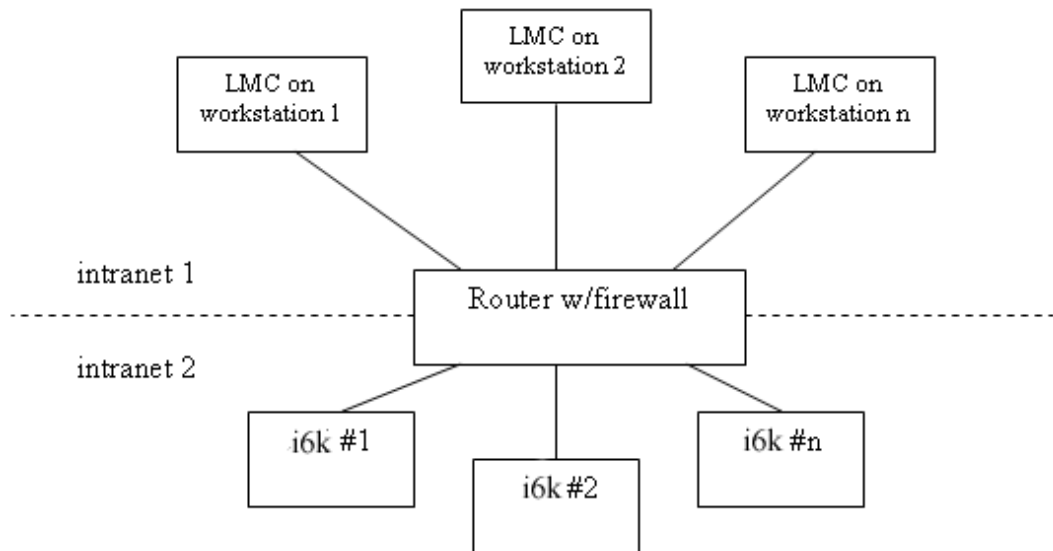 LMC on
workstation 1
LMC on
workstation 2
LMC on
workstation n
intranet 1
Router w/firewall
intranet 2
i6k #1
i6k #2
i6k #n